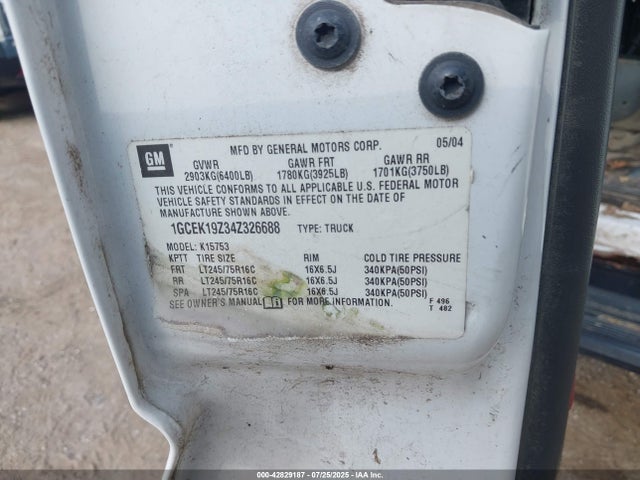 MFD BY GENERAL MOTORS CORP. 05/04
GM
GVWR GAWR FRT GAWR RR
2903KG(6400LB) 1780KG(3925LB) 1701KG(3750LB)
THIS VEHICLE CONFORMS TO ALL APPLICABLE U.S. FEDERAL MOTOR
VEHICLE SAFETY STANDARDS IN EFFECT ON THE DATE OF
MANUFACTURE SHOWN ABOVE.
1GCEK19Z34Z326688 TYPE: TRUCK
MODEL: K15753
KPTT TIRE SIZE RIM COLD TIRE PRESSURE
FRT LT245/75R16C 16X6.5J 340KPA(50PSI)
RR LT245/75R16C 16X6.5J 340KPA(50PSI)
SPA LT245/75R16C 16X6.5J 340KPA(50PSI)
SEE OWNER'S MANUAL FOR MORE INFORMATION.
F 496
T 482
000-42829187 - 07/25/2025 - IAAI.COM